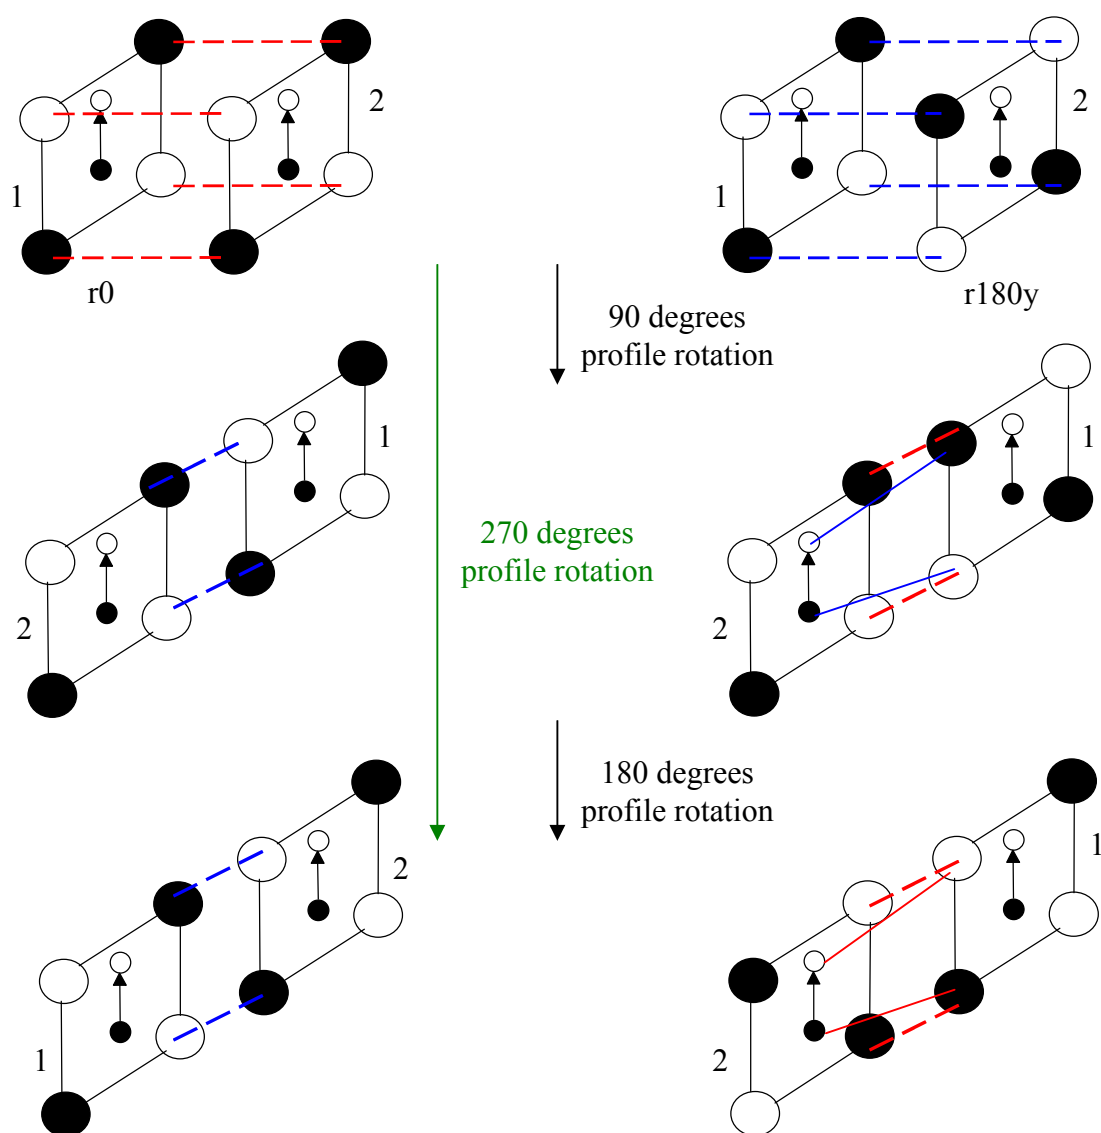 2
2
1
1
r0
r180y
90 degrees
profile rotation
1
1
270 degrees
profile rotation
2
2
180 degrees
profile rotation
2
1
1
2